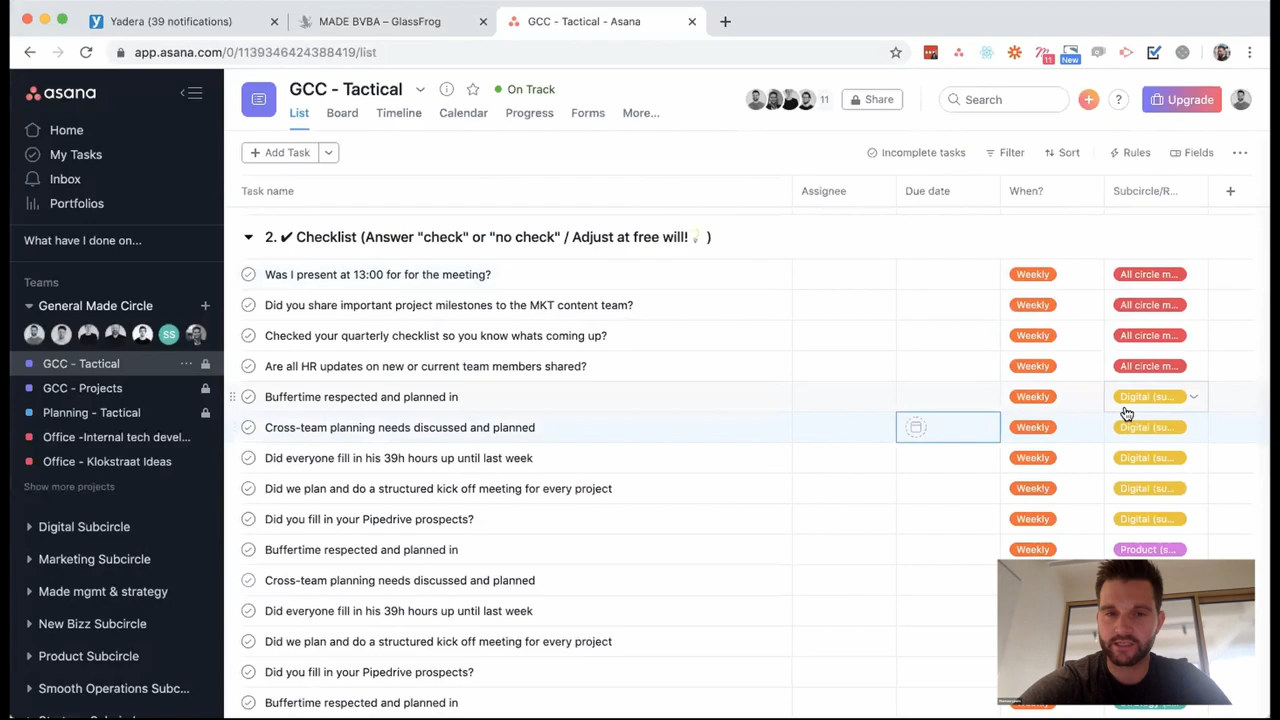 Yadera (39 notifications)
MADE BVBA – GlassFrog
GCC - Tactical - Asana
app.asana.com/0/1139346424388419/list
11
New
asana
GCC - Tactical
On Track
11
Share
Search
?
Upgrade
List
Board
Timeline
Calendar
Progress
Forms
More...
Home
My Tasks
Inbox
Portfolios
What have I done on...
Teams
General Made Circle
SS
GCC - Tactical
GCC - Projects
Planning - Tactical
Office -Internal tech devel...
Office - Klokstraat Ideas
Show more projects
Digital Subcircle
Marketing Subcircle
Made mgmt & strategy
New Bizz Subcircle
Product Subcircle
Smooth Operations Subc...
Add Task
Incomplete tasks
Filter
Sort
Rules
Fields
Task name
Assignee
Due date
When?
Subcircle/R...
2. ✔ Checklist (Answer "check" or "no check" / Adjust at free will!💡)
Was I present at 13:00 for for the meeting? Weekly All circle m...
Did you share important project milestones to the MKT content team? Weekly All circle m...
Checked your quarterly checklist so you know whats coming up? Weekly All circle m...
Are all HR updates on new or current team members shared? Weekly All circle m...
Buffertime respected and planned in Weekly Digital (su...
Cross-team planning needs discussed and planned Weekly Digital (su...
Did everyone fill in his 39h hours up until last week Weekly Digital (su...
Did we plan and do a structured kick off meeting for every project Weekly Digital (su...
Did you fill in your Pipedrive prospects? Weekly Digital (su...
Buffertime respected and planned in Weekly Product (s...
Cross-team planning needs discussed and planned
Did everyone fill in his 39h hours up until last week
Did we plan and do a structured kick off meeting for every project
Did you fill in your Pipedrive prospects?
Buffertime respected and planned in